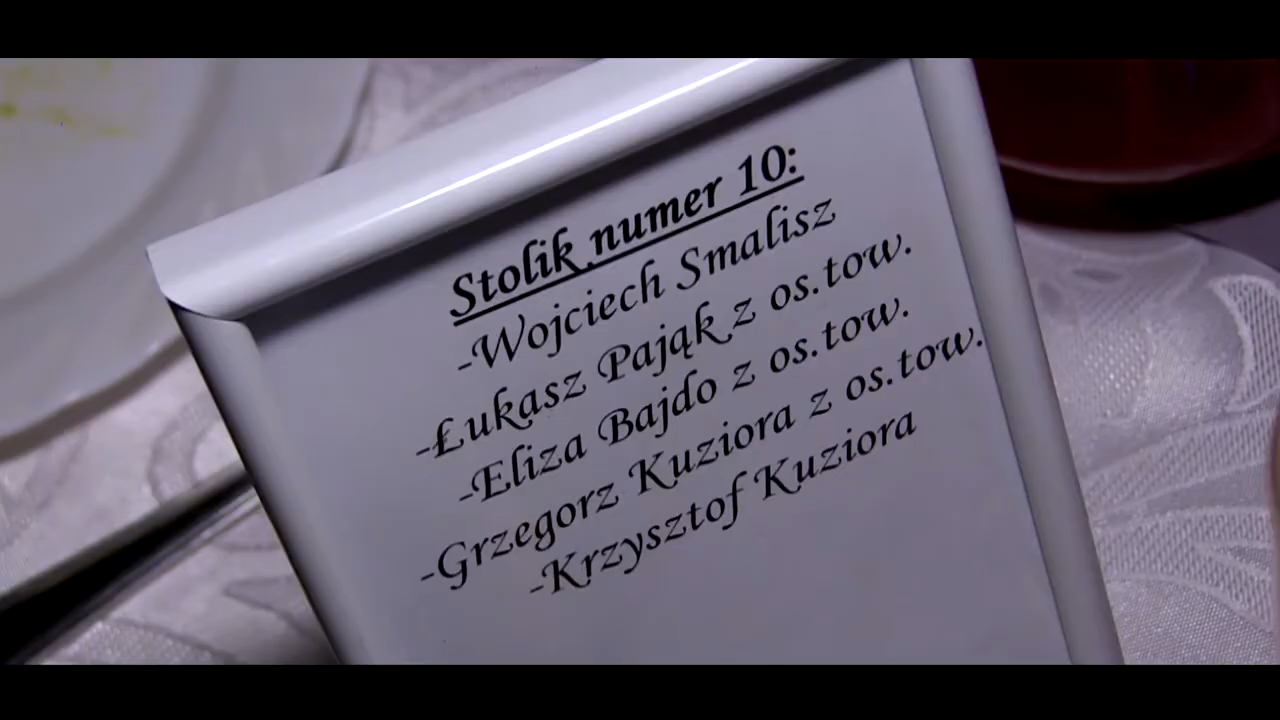 Stolik numer 10:
-Wojciech Smalisz
-Łukasz Pająk z os.tow.
-Eliza Bajdo z os.tow.
-Grzegorz Kuziora z os.tow.
-Krzysztof Kuziora